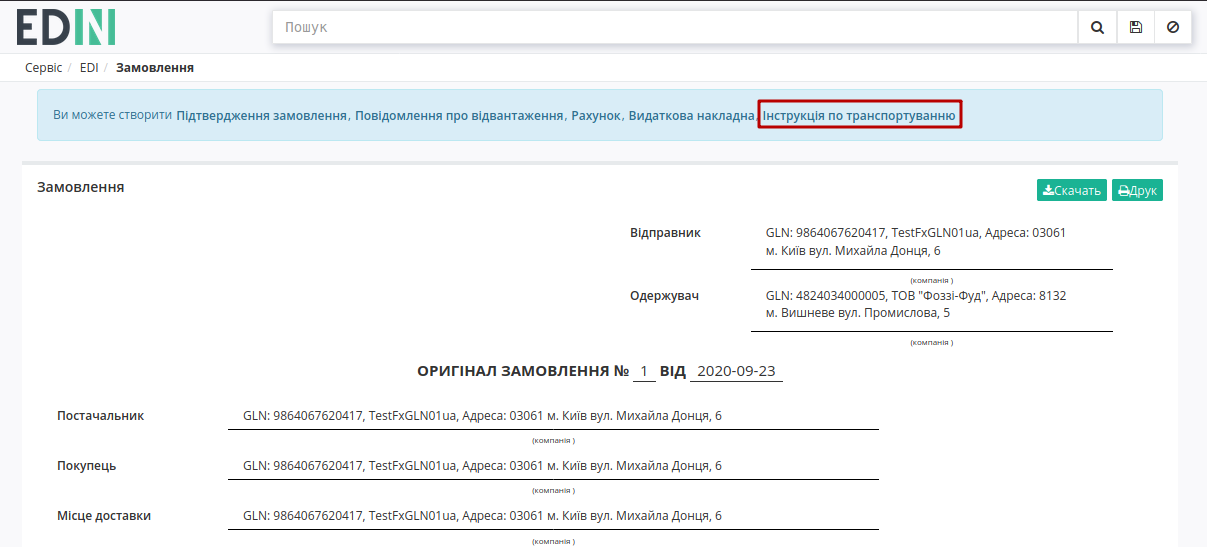 EDIN
Пошук
Сервіс / EDI / Замовлення
Ви можете створити Підтвердження замовлення, Повідомлення про відвантаження, Рахунок, Видаткова накладна, Інструкція по транспортуванню
Замовлення
Скачать
Друк
Відправник
GLN: 9864067620417, TestFxGLN01ua, Адреса: 03061
м. Київ вул. Михайла Донця, 6
(компанія )
Одержувач
GLN: 4824034000005, ТОВ "Фоззі-Фуд", Адреса: 8132
м. Вишневе вул. Промислова, 5
(компанія )
ОРИГІНАЛ ЗАМОВЛЕННЯ № 1 ВІД 2020-09-23
Постачальник GLN: 9864067620417, TestFxGLN01ua, Адреса: 03061 м. Київ вул. Михайла Донця, 6
(компанія )
Покупець GLN: 9864067620417, TestFxGLN01ua, Адреса: 03061 м. Київ вул. Михайла Донця, 6
(компанія )
Місце доставки GLN: 9864067620417, TestFxGLN01ua, Адреса: 03061 м. Київ вул. Михайла Донця, 6
(компанія )